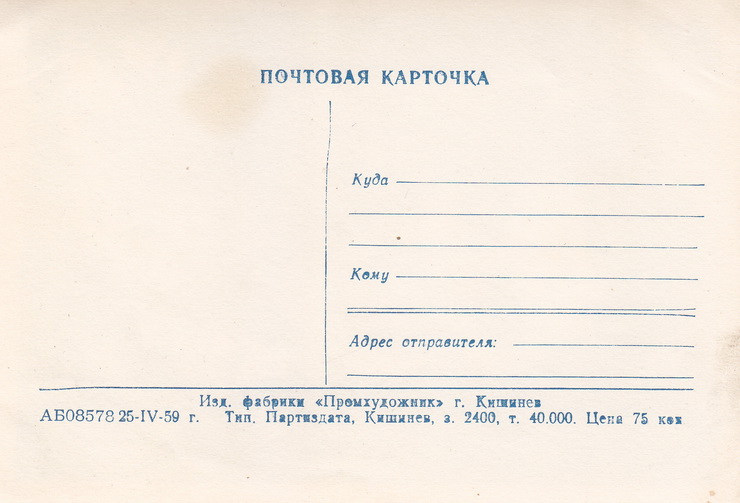 ПОЧТОВАЯ КАРТОЧКА
Куда
Кому
Адрес отправителя:
Изд. фабрики «Промхудожник» г. Кишинев
АБ08578 25-IV-59 г. Тип. Партиздата, Кишинев, з. 2400, т. 40.000. Цена 75 коп